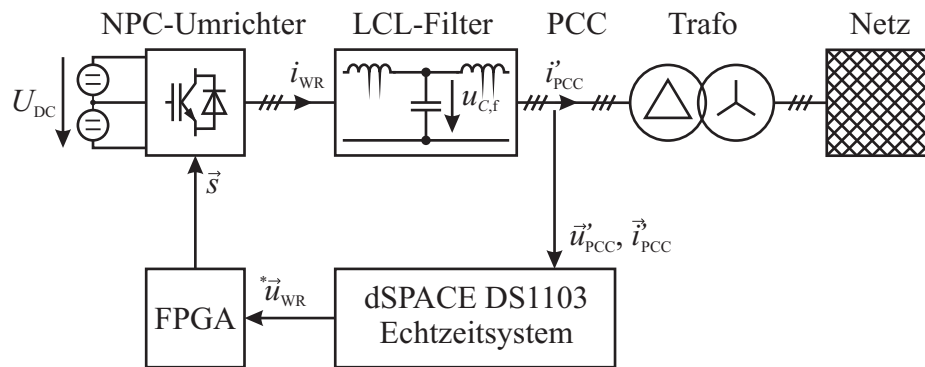 NPC-Umrichter LCL-Filter PCC Trafo Netz
U_DC
i_WR
u_C,f
i’_PCC
s⃗
u⃗’_PCC, i⃗’_PCC
FPGA
*u⃗_WR
dSPACE DS1103
Echtzeitsystem